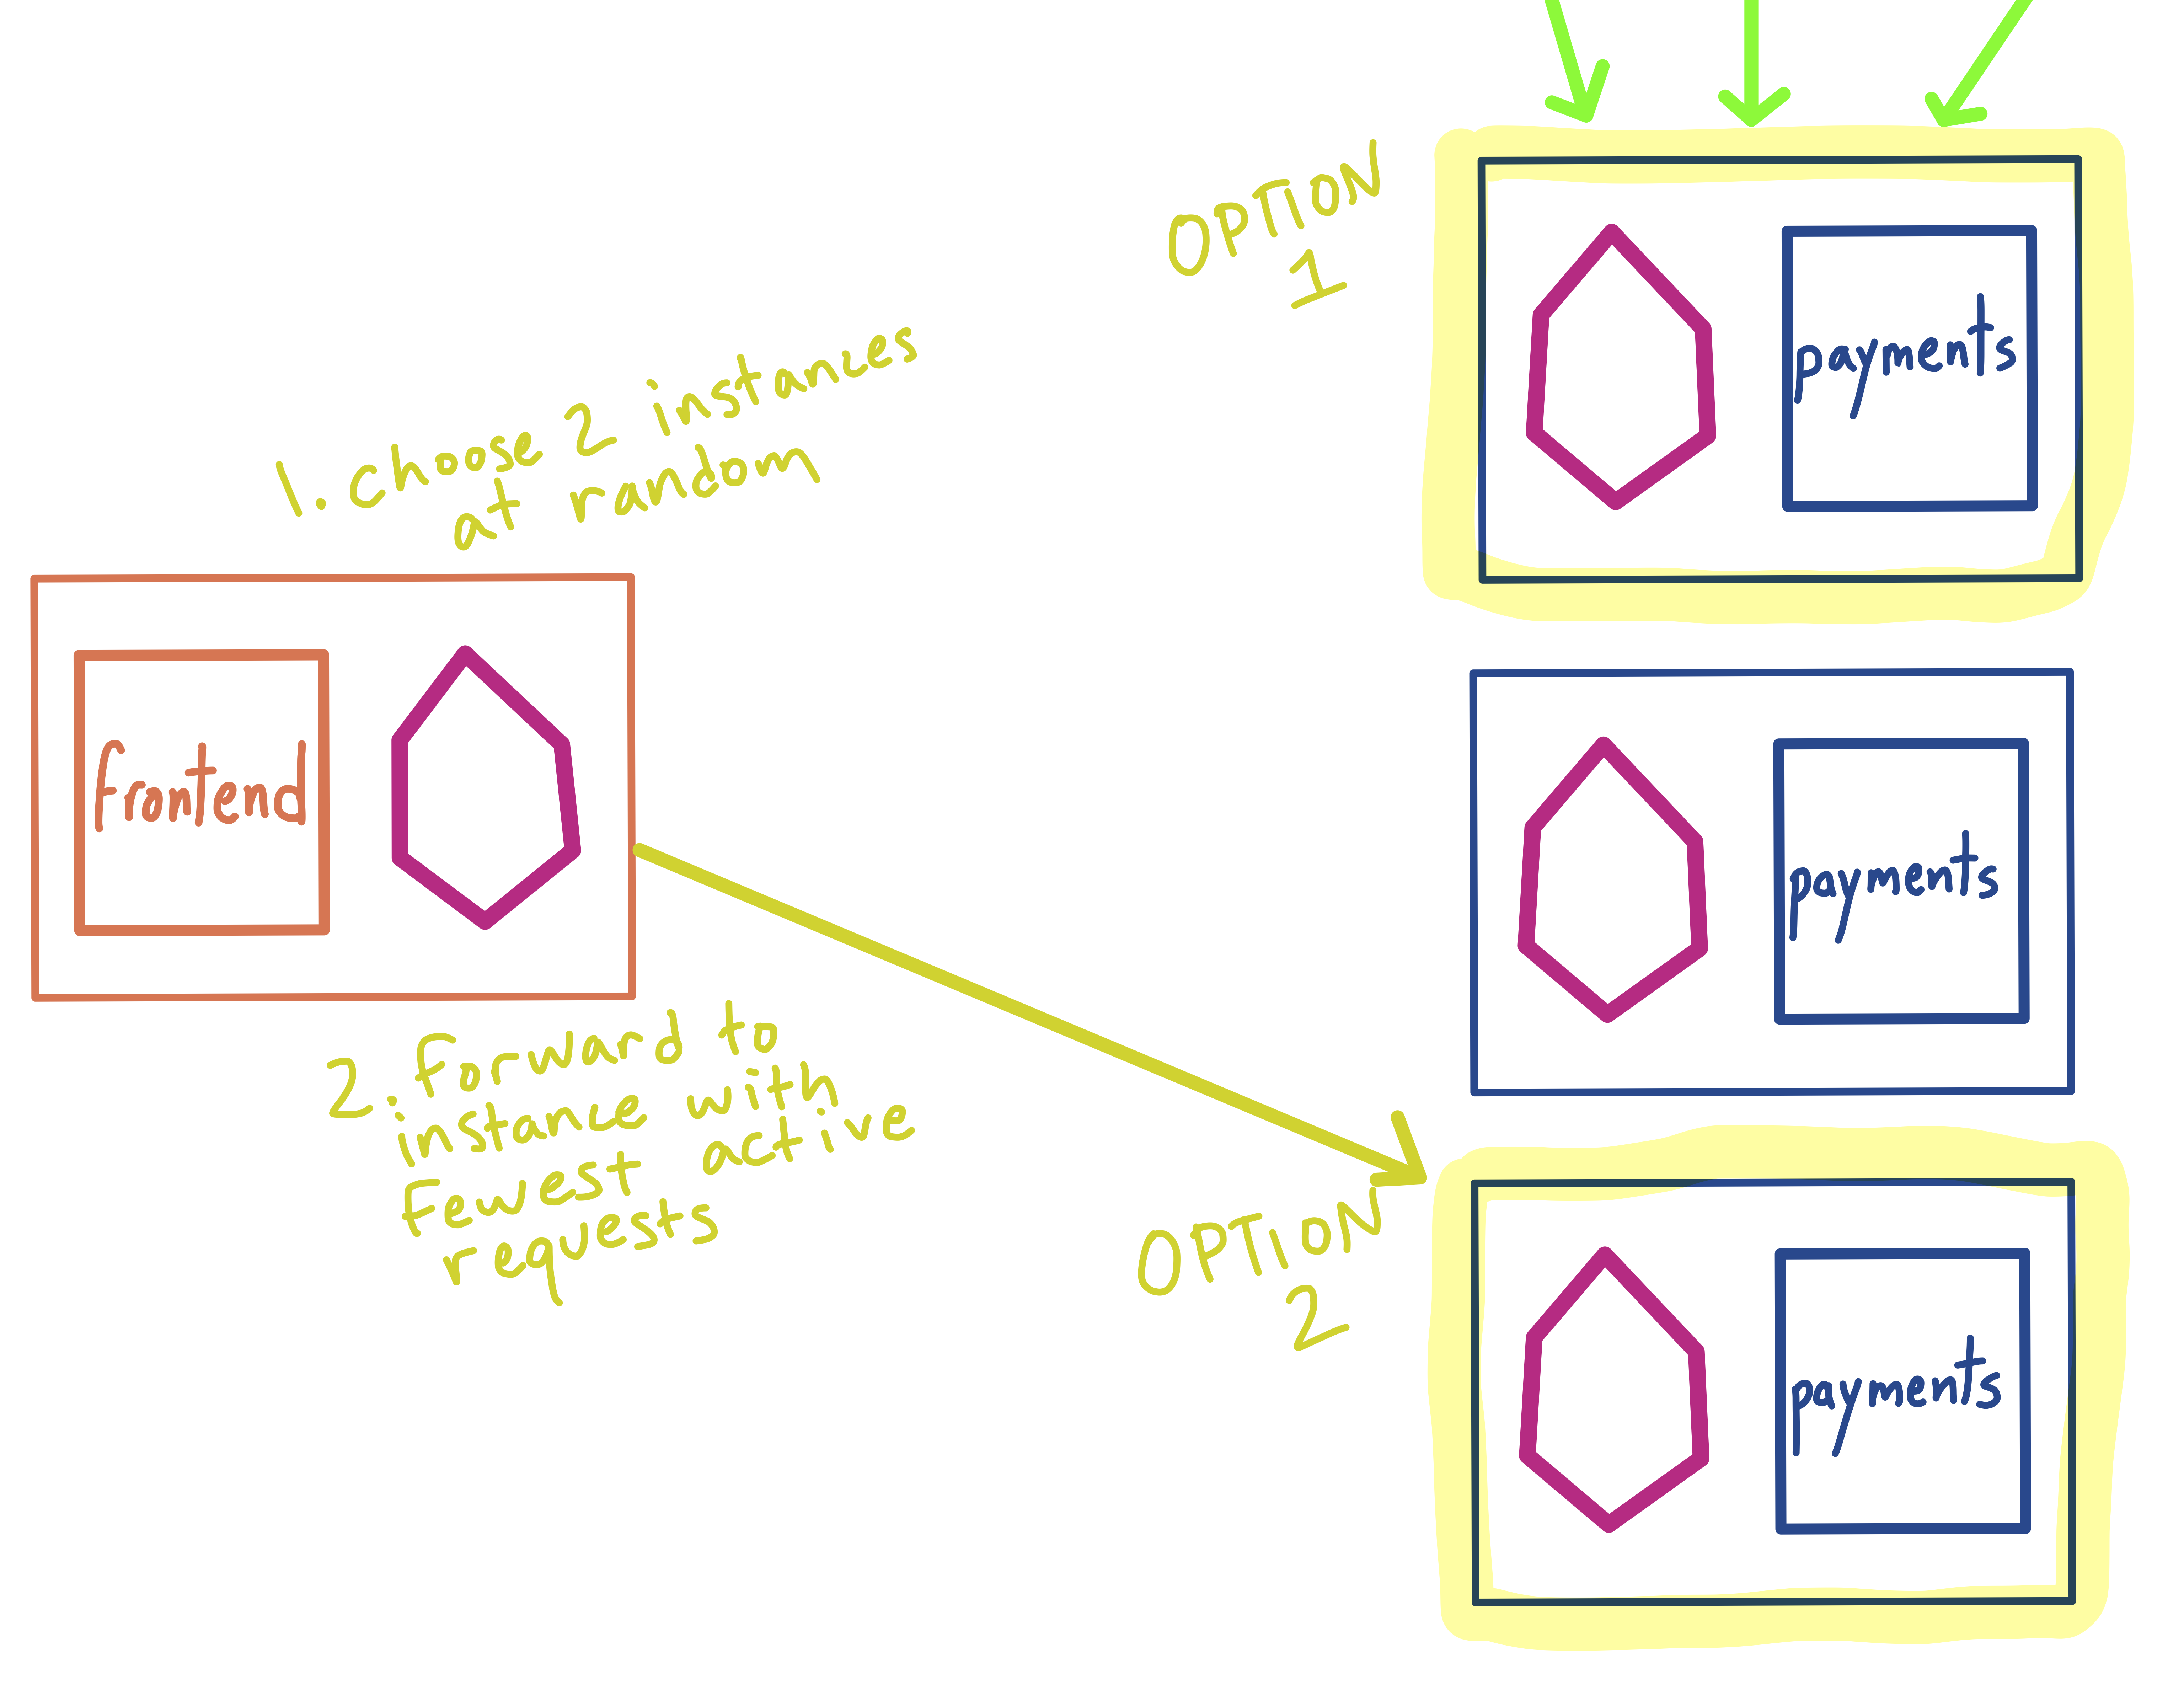 OPTION
1
payments
1. choose 2 instances
at random
frontend
payments
2. forward to
instance with
fewest active
requests
OPTION
2
payments